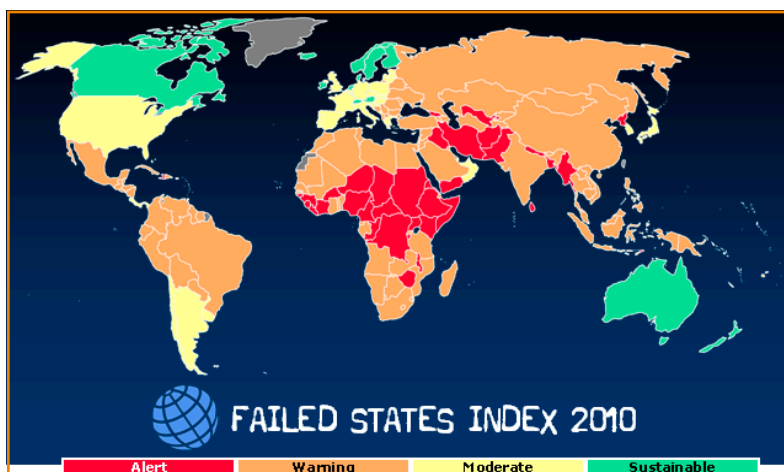 FAILED STATES INDEX 2010
Alert Warning Moderate Sustainable